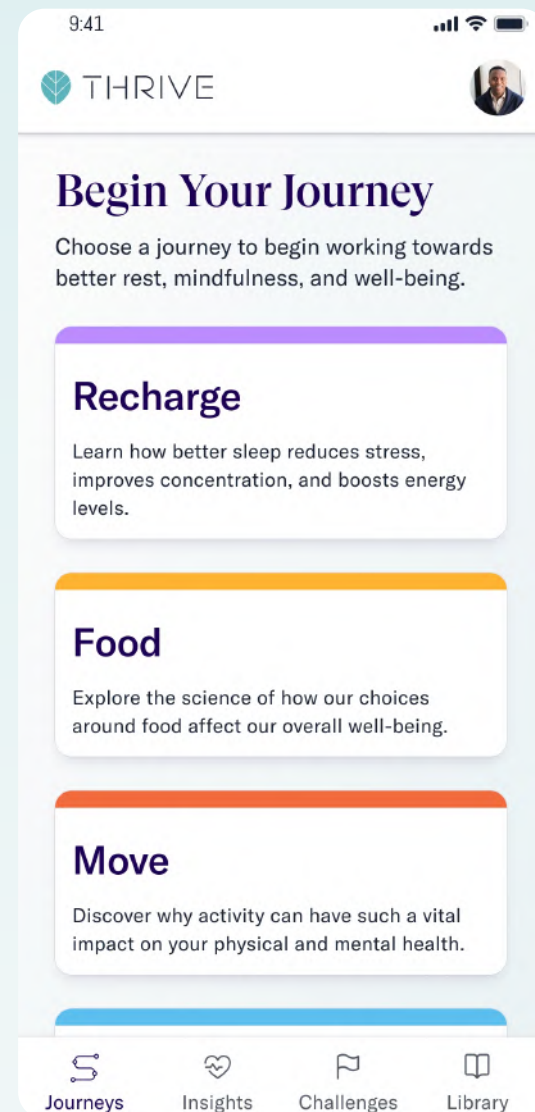 9:41
THRIVE
Begin Your Journey
Choose a journey to begin working towards
better rest, mindfulness, and well-being.
Recharge
Learn how better sleep reduces stress,
improves concentration, and boosts energy
levels.
Food
Explore the science of how our choices
around food affect our overall well-being.
Move
Discover why activity can have such a vital
impact on your physical and mental health.
Journeys
Insights
Challenges
Library